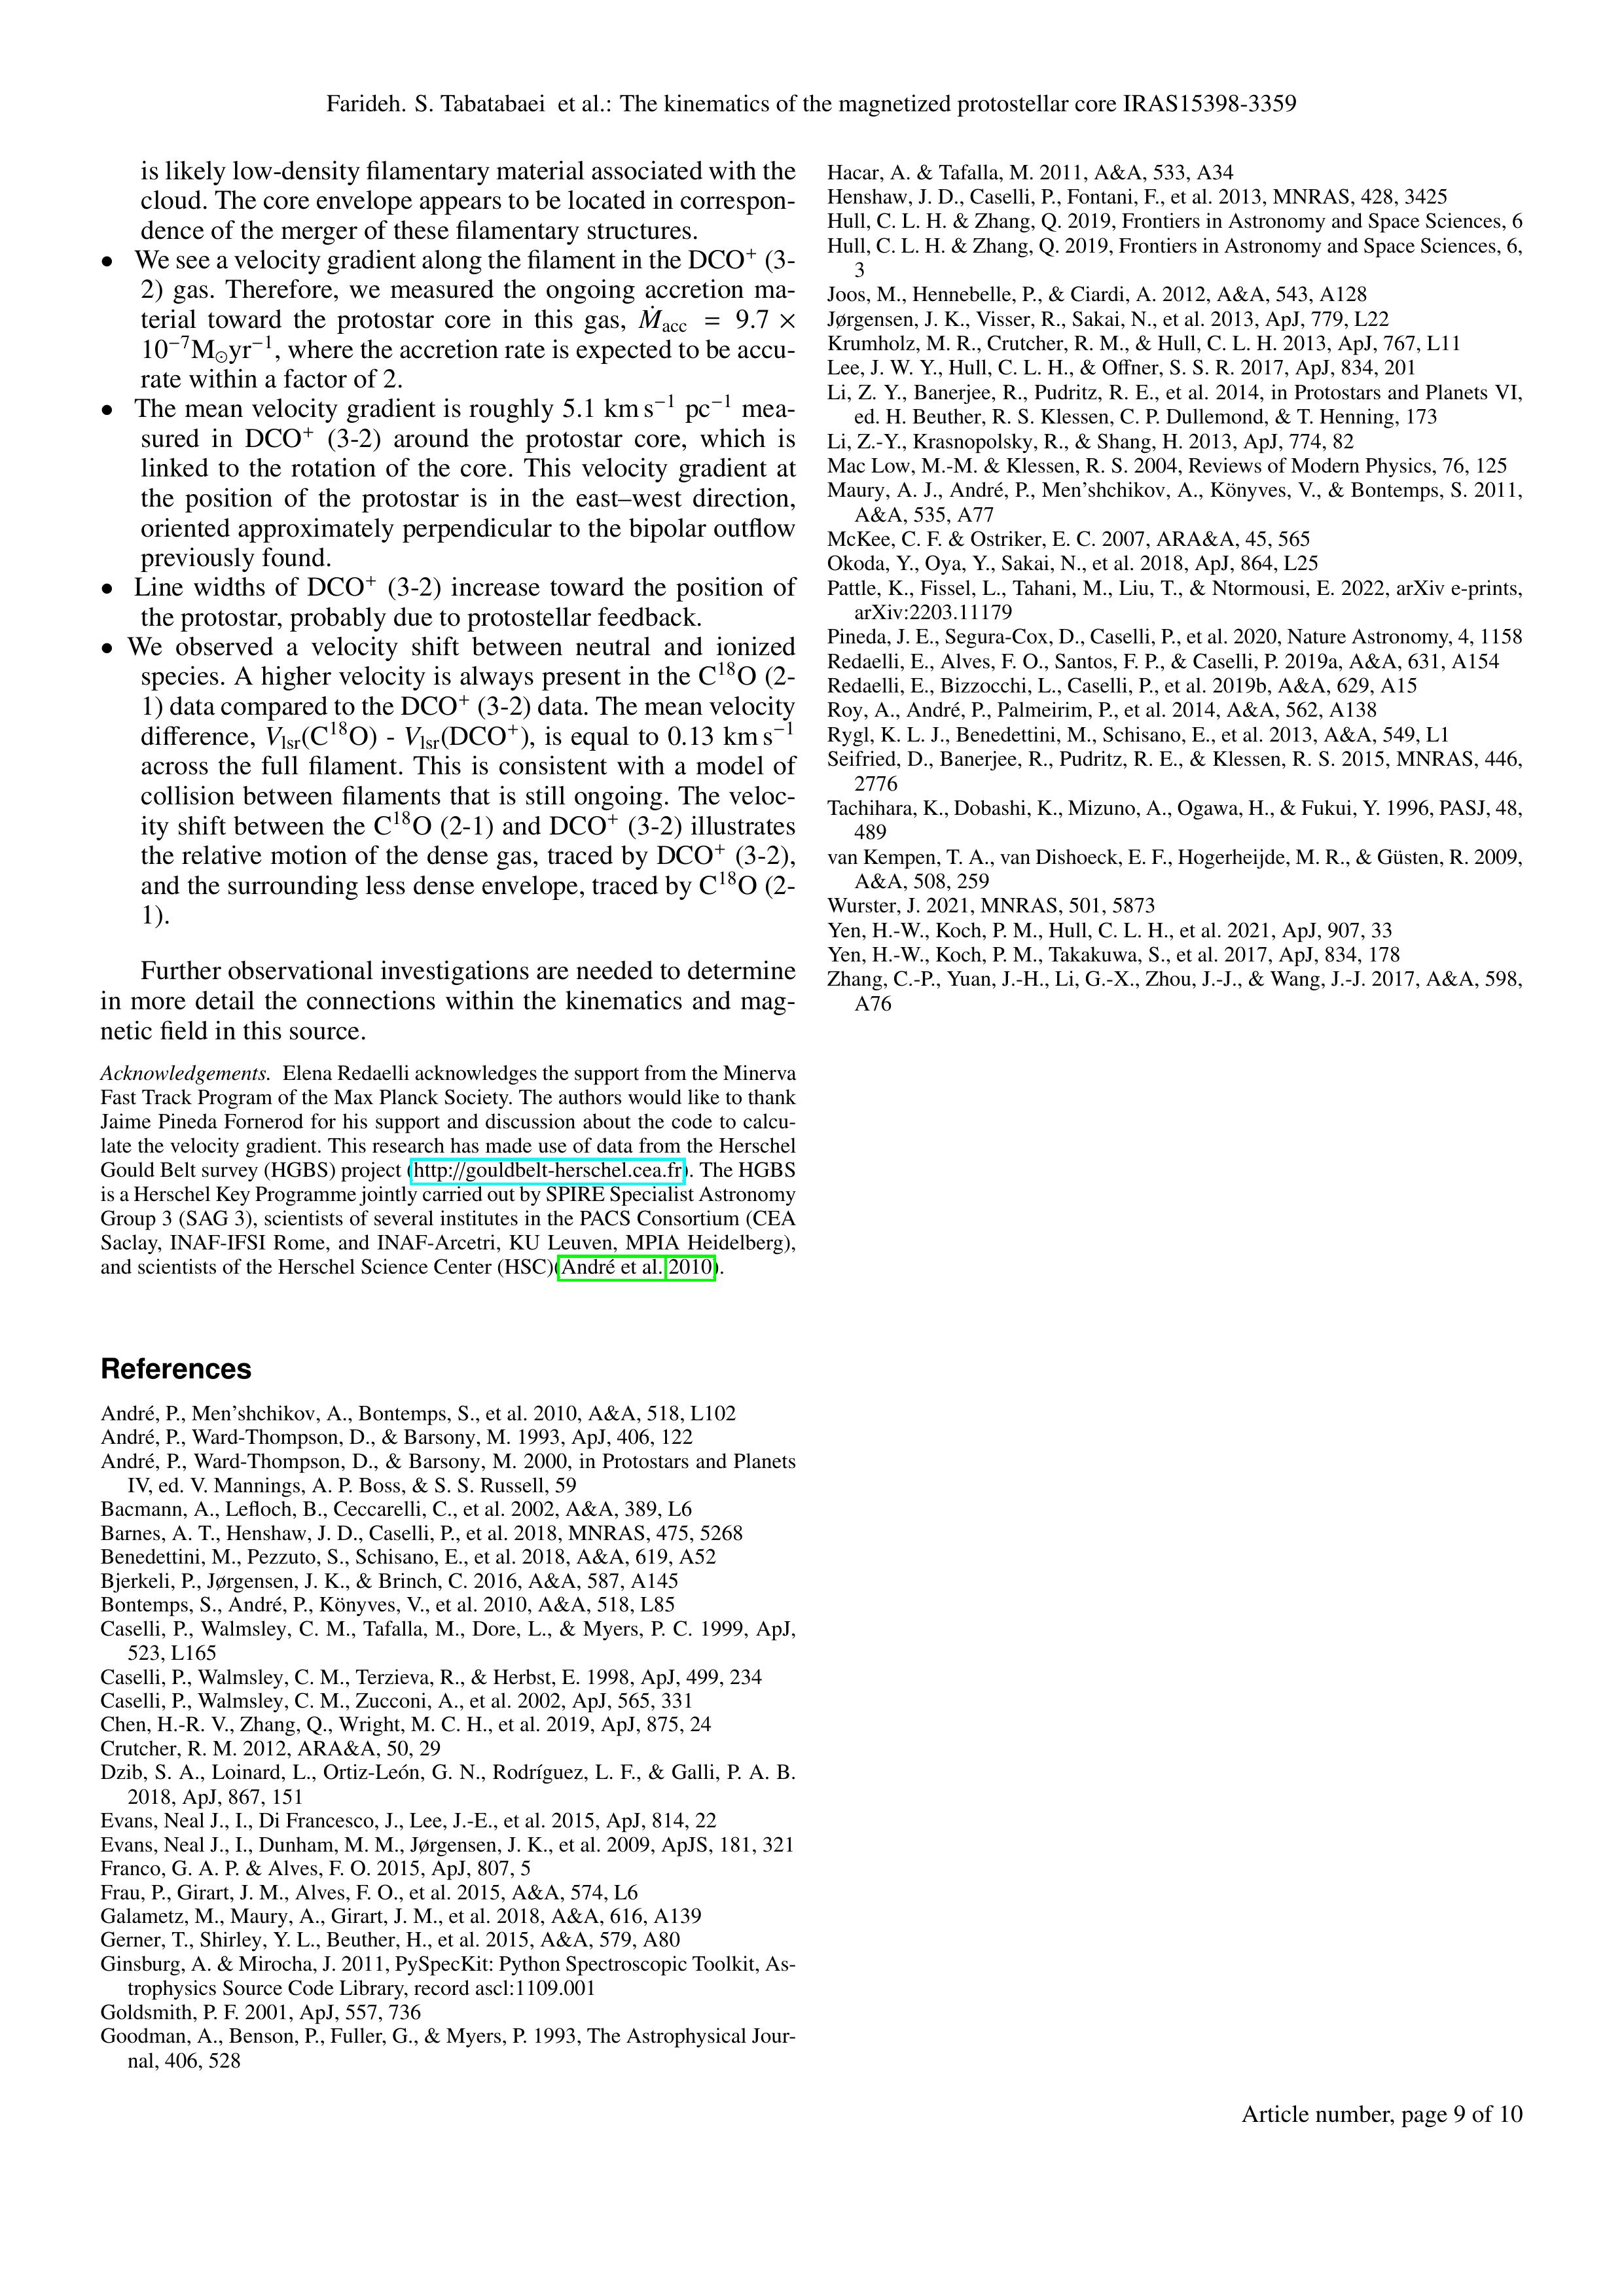 Farideh. S. Tabatabaei et al.: The kinematics of the magnetized protostellar core IRAS15398-3359
is likely low-density filamentary material associated with the
cloud. The core envelope appears to be located in correspon-
dence of the merger of these filamentary structures.
• We see a velocity gradient along the filament in the DCO⁺ (3-
2) gas. Therefore, we measured the ongoing accretion ma-
terial toward the protostar core in this gas, Ṁacc = 9.7 ×
10⁻⁷M⊙yr⁻¹, where the accretion rate is expected to be accu-
rate within a factor of 2.
• The mean velocity gradient is roughly 5.1 km s⁻¹ pc⁻¹ mea-
sured in DCO⁺ (3-2) around the protostar core, which is
linked to the rotation of the core. This velocity gradient at
the position of the protostar is in the east–west direction,
oriented approximately perpendicular to the bipolar outflow
previously found.
• Line widths of DCO⁺ (3-2) increase toward the position of
the protostar, probably due to protostellar feedback.
• We observed a velocity shift between neutral and ionized
species. A higher velocity is always present in the C¹⁸O (2-
1) data compared to the DCO⁺ (3-2) data. The mean velocity
difference, Vlsr(C¹⁸O) - Vlsr(DCO⁺), is equal to 0.13 km s⁻¹
across the full filament. This is consistent with a model of
collision between filaments that is still ongoing. The veloc-
ity shift between the C¹⁸O (2-1) and DCO⁺ (3-2) illustrates
the relative motion of the dense gas, traced by DCO⁺ (3-2),
and the surrounding less dense envelope, traced by C¹⁸O (2-
1).
Further observational investigations are needed to determine
in more detail the connections within the kinematics and mag-
netic field in this source.
Acknowledgements. Elena Redaelli acknowledges the support from the Minerva
Fast Track Program of the Max Planck Society. The authors would like to thank
Jaime Pineda Fornerod for his support and discussion about the code to calcu-
late the velocity gradient. This research has made use of data from the Herschel
Gould Belt survey (HGBS) project (http://gouldbelt-herschel.cea.fr). The HGBS
is a Herschel Key Programme jointly carried out by SPIRE Specialist Astronomy
Group 3 (SAG 3), scientists of several institutes in the PACS Consortium (CEA
Saclay, INAF-IFSI Rome, and INAF-Arcetri, KU Leuven, MPIA Heidelberg),
and scientists of the Herschel Science Center (HSC)(André et al. 2010).
References
André, P., Men'shchikov, A., Bontemps, S., et al. 2010, A&A, 518, L102
André, P., Ward-Thompson, D., & Barsony, M. 1993, ApJ, 406, 122
André, P., Ward-Thompson, D., & Barsony, M. 2000, in Protostars and Planets
IV, ed. V. Mannings, A. P. Boss, & S. S. Russell, 59
Bacmann, A., Lefloch, B., Ceccarelli, C., et al. 2002, A&A, 389, L6
Barnes, A. T., Henshaw, J. D., Caselli, P., et al. 2018, MNRAS, 475, 5268
Benedettini, M., Pezzuto, S., Schisano, E., et al. 2018, A&A, 619, A52
Bjerkeli, P., Jørgensen, J. K., & Brinch, C. 2016, A&A, 587, A145
Bontemps, S., André, P., Könyves, V., et al. 2010, A&A, 518, L85
Caselli, P., Walmsley, C. M., Tafalla, M., Dore, L., & Myers, P. C. 1999, ApJ,
523, L165
Caselli, P., Walmsley, C. M., Terzieva, R., & Herbst, E. 1998, ApJ, 499, 234
Caselli, P., Walmsley, C. M., Zucconi, A., et al. 2002, ApJ, 565, 331
Chen, H.-R. V., Zhang, Q., Wright, M. C. H., et al. 2019, ApJ, 875, 24
Crutcher, R. M. 2012, ARA&A, 50, 29
Dzib, S. A., Loinard, L., Ortiz-León, G. N., Rodríguez, L. F., & Galli, P. A. B.
2018, ApJ, 867, 151
Evans, Neal J., I., Di Francesco, J., Lee, J.-E., et al. 2015, ApJ, 814, 22
Evans, Neal J., I., Dunham, M. M., Jørgensen, J. K., et al. 2009, ApJS, 181, 321
Franco, G. A. P. & Alves, F. O. 2015, ApJ, 807, 5
Frau, P., Girart, J. M., Alves, F. O., et al. 2015, A&A, 574, L6
Galametz, M., Maury, A., Girart, J. M., et al. 2018, A&A, 616, A139
Gerner, T., Shirley, Y. L., Beuther, H., et al. 2015, A&A, 579, A80
Ginsburg, A. & Mirocha, J. 2011, PySpecKit: Python Spectroscopic Toolkit, As-
trophysics Source Code Library, record ascl:1109.001
Goldsmith, P. F. 2001, ApJ, 557, 736
Goodman, A., Benson, P., Fuller, G., & Myers, P. 1993, The Astrophysical Jour-
nal, 406, 528
Hacar, A. & Tafalla, M. 2011, A&A, 533, A34
Henshaw, J. D., Caselli, P., Fontani, F., et al. 2013, MNRAS, 428, 3425
Hull, C. L. H. & Zhang, Q. 2019, Frontiers in Astronomy and Space Sciences, 6
Hull, C. L. H. & Zhang, Q. 2019, Frontiers in Astronomy and Space Sciences, 6,
3
Joos, M., Hennebelle, P., & Ciardi, A. 2012, A&A, 543, A128
Jørgensen, J. K., Visser, R., Sakai, N., et al. 2013, ApJ, 779, L22
Krumholz, M. R., Crutcher, R. M., & Hull, C. L. H. 2013, ApJ, 767, L11
Lee, J. W. Y., Hull, C. L. H., & Offner, S. S. R. 2017, ApJ, 834, 201
Li, Z. Y., Banerjee, R., Pudritz, R. E., et al. 2014, in Protostars and Planets VI,
ed. H. Beuther, R. S. Klessen, C. P. Dullemond, & T. Henning, 173
Li, Z.-Y., Krasnopolsky, R., & Shang, H. 2013, ApJ, 774, 82
Mac Low, M.-M. & Klessen, R. S. 2004, Reviews of Modern Physics, 76, 125
Maury, A. J., André, P., Men'shchikov, A., Könyves, V., & Bontemps, S. 2011,
A&A, 535, A77
McKee, C. F. & Ostriker, E. C. 2007, ARA&A, 45, 565
Okoda, Y., Oya, Y., Sakai, N., et al. 2018, ApJ, 864, L25
Pattle, K., Fissel, L., Tahani, M., Liu, T., & Ntormousi, E. 2022, arXiv e-prints,
arXiv:2203.11179
Pineda, J. E., Segura-Cox, D., Caselli, P., et al. 2020, Nature Astronomy, 4, 1158
Redaelli, E., Alves, F. O., Santos, F. P., & Caselli, P. 2019a, A&A, 631, A154
Redaelli, E., Bizzocchi, L., Caselli, P., et al. 2019b, A&A, 629, A15
Roy, A., André, P., Palmeirim, P., et al. 2014, A&A, 562, A138
Rygl, K. L. J., Benedettini, M., Schisano, E., et al. 2013, A&A, 549, L1
Seifried, D., Banerjee, R., Pudritz, R. E., & Klessen, R. S. 2015, MNRAS, 446,
2776
Tachihara, K., Dobashi, K., Mizuno, A., Ogawa, H., & Fukui, Y. 1996, PASJ, 48,
489
van Kempen, T. A., van Dishoeck, E. F., Hogerheijde, M. R., & Güsten, R. 2009,
A&A, 508, 259
Wurster, J. 2021, MNRAS, 501, 5873
Yen, H.-W., Koch, P. M., Hull, C. L. H., et al. 2021, ApJ, 907, 33
Yen, H.-W., Koch, P. M., Takakuwa, S., et al. 2017, ApJ, 834, 178
Zhang, C.-P., Yuan, J.-H., Li, G.-X., Zhou, J.-J., & Wang, J.-J. 2017, A&A, 598,
A76
Article number, page 9 of 10